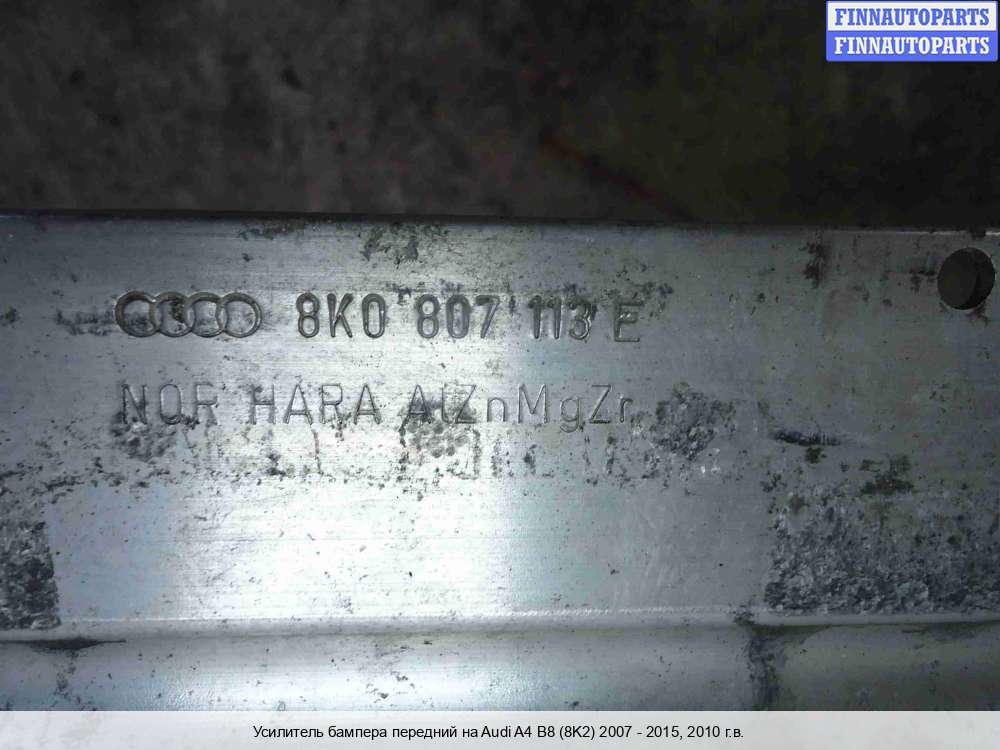 FINNAUTOPARTS
FINNAUTOPARTS
8K0 807 113 E
NOR HARA AlZnMgZr
Усилитель бампера передний на Audi A4 B8 (8K2) 2007 - 2015, 2010 г.в.